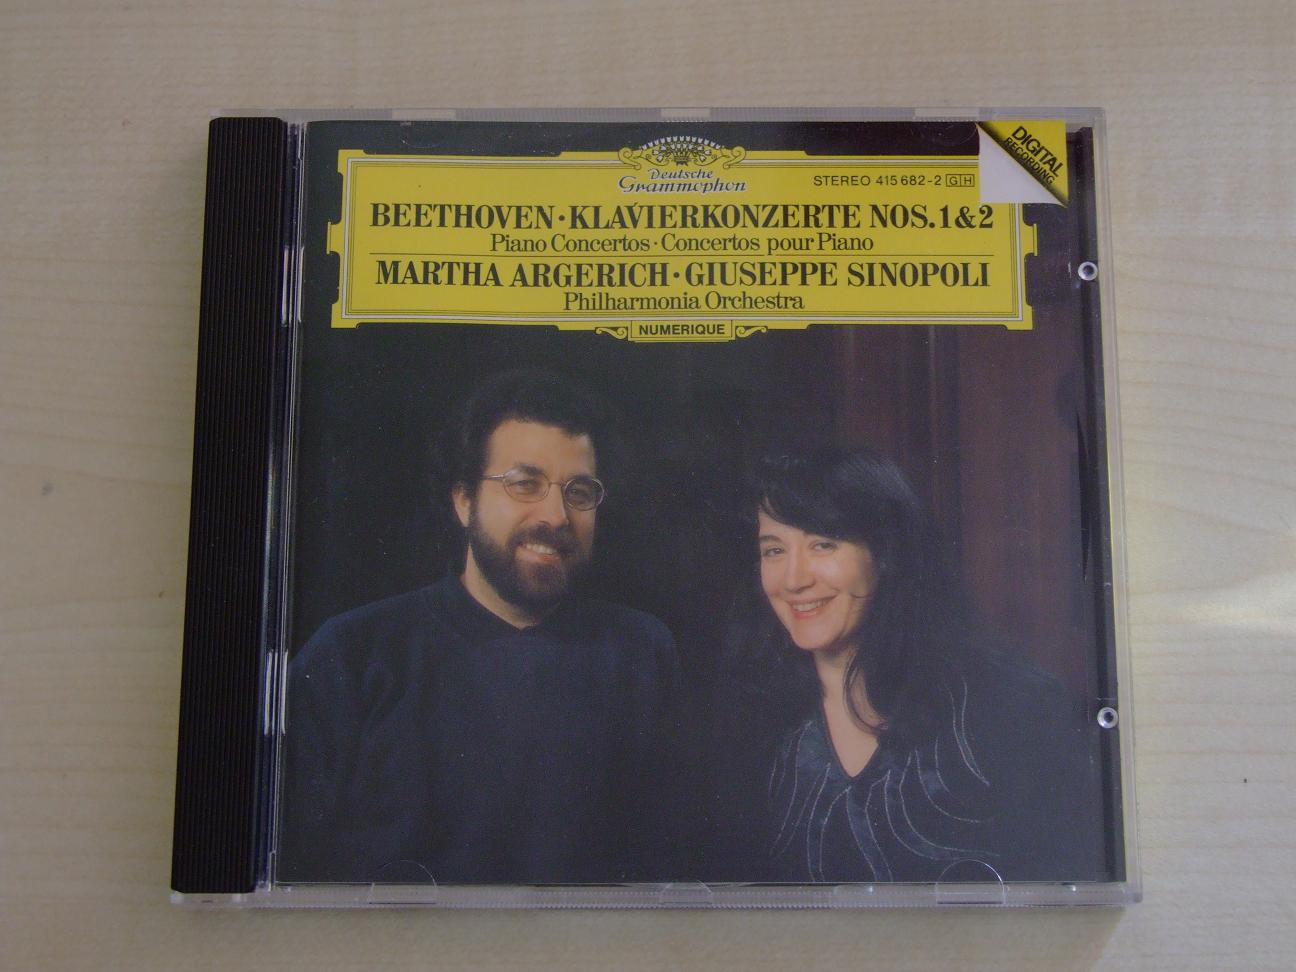 DIGITAL
RECORDING
Deutsche
Grammophon
STEREO 415 682-2 GH
BEETHOVEN·KLAVIERKONZERTE NOS. 1&2
Piano Concertos·Concertos pour Piano
MARTHA ARGERICH·GIUSEPPE SINOPOLI
Philharmonia Orchestra
NUMERIQUE